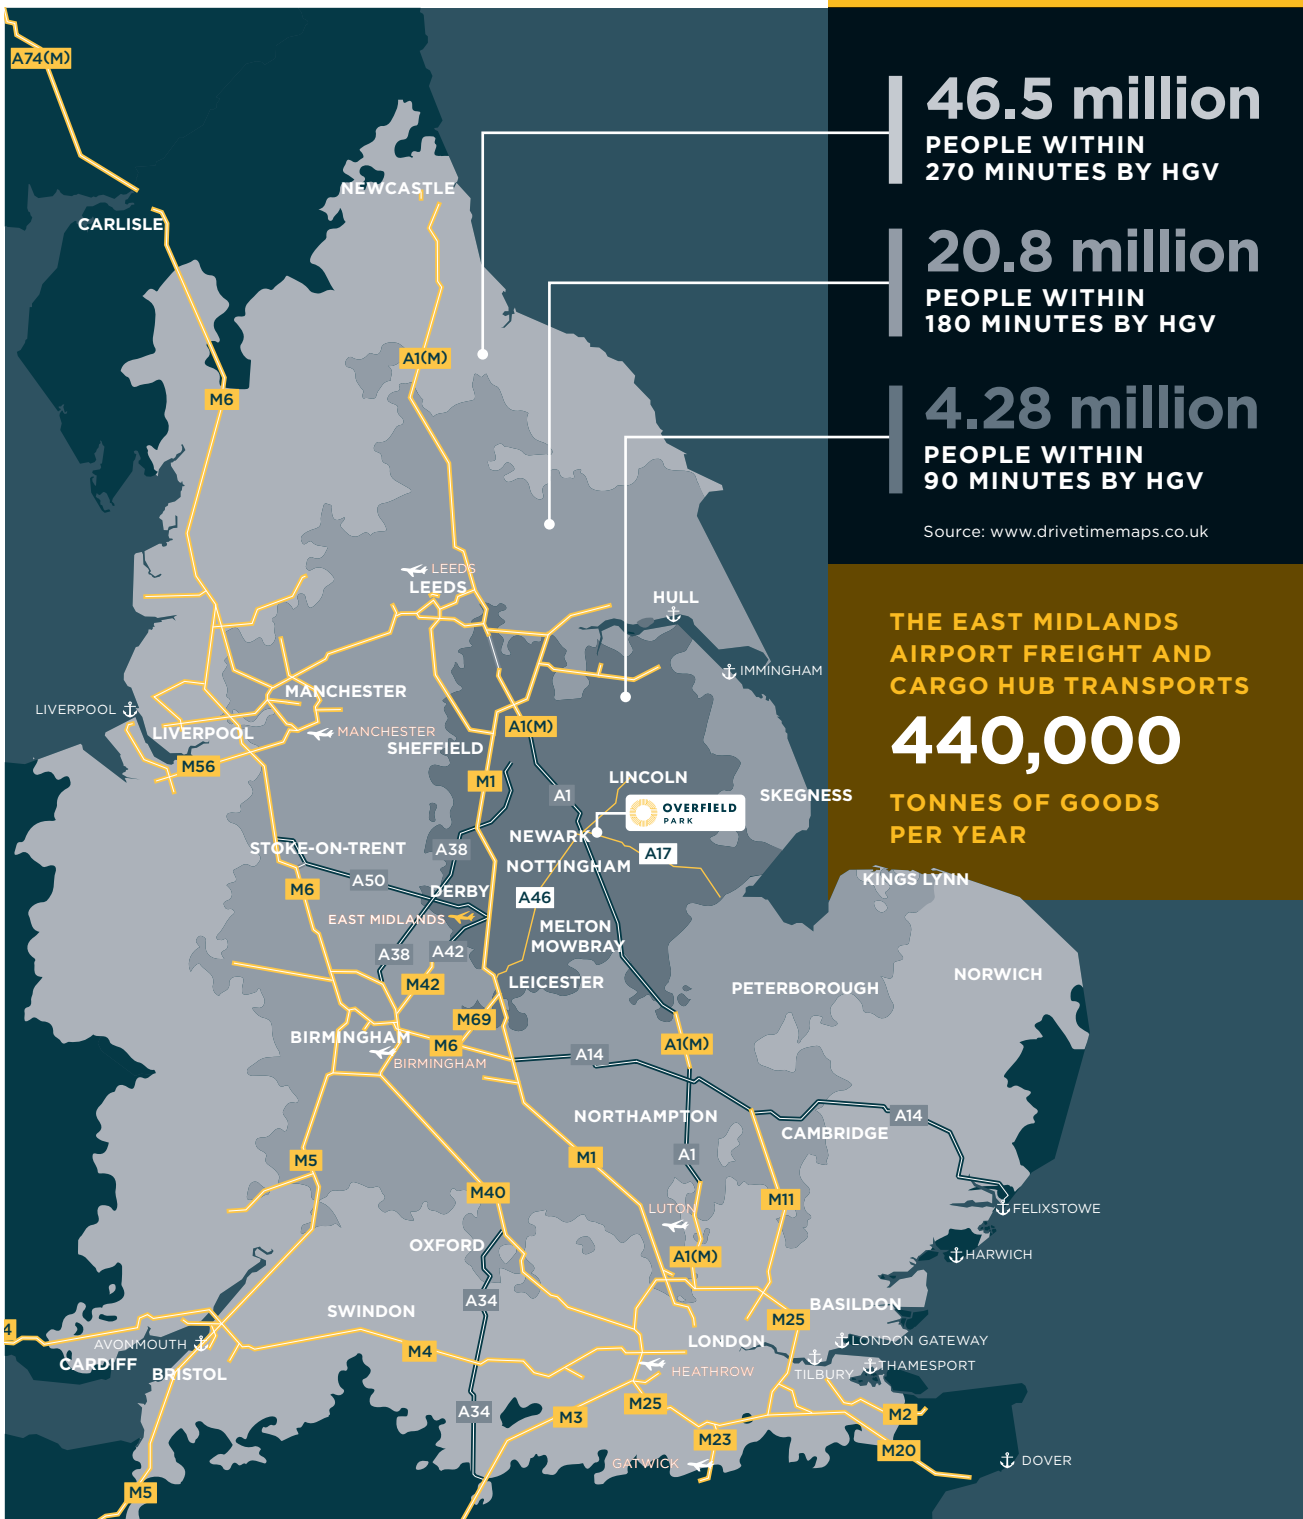 A74(M)
46.5 million
PEOPLE WITHIN
270 MINUTES BY HGV
20.8 million
PEOPLE WITHIN
180 MINUTES BY HGV
4.28 million
PEOPLE WITHIN
90 MINUTES BY HGV
Source: www.drivetimemaps.co.uk
THE EAST MIDLANDS
AIRPORT FREIGHT AND
CARGO HUB TRANSPORTS
440,000
TONNES OF GOODS
PER YEAR
NEWCASTLE
CARLISLE
A1(M)
M6
LEEDS
LEEDS
HULL
IMMINGHAM
MANCHESTER
LIVERPOOL
LIVERPOOL
MANCHESTER
A1(M)
SHEFFIELD
M56
M1
LINCOLN
A1
SKEGNESS
OVERFIELD
PARK
NEWARK
STOKE-ON-TRENT
A38
A17
NOTTINGHAM
A50
KINGS LYNN
M6
DERBY
A46
EAST MIDLANDS
MELTON
MOWBRAY
A38
A42
NORWICH
M42
LEICESTER
PETERBOROUGH
M69
BIRMINGHAM
M6
A1(M)
A14
BIRMINGHAM
NORTHAMPTON
A14
CAMBRIDGE
A1
M5
M1
M40
M11
LUTON
FELIXSTOWE
OXFORD
A1(M)
HARWICH
A34
BASILDON
SWINDON
M25
4
LONDON
LONDON GATEWAY
AVONMOUTH
M4
CARDIFF
THAMESPORT
BRISTOL
HEATHROW
TILBURY
M25
A34
M3
M2
M23
M20
GATWICK
DOVER
M5